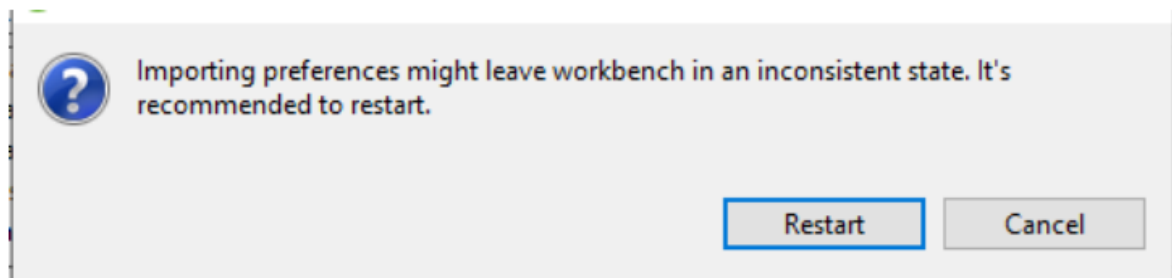 Importing preferences might leave workbench in an inconsistent state. It's
recommended to restart.
Restart
Cancel